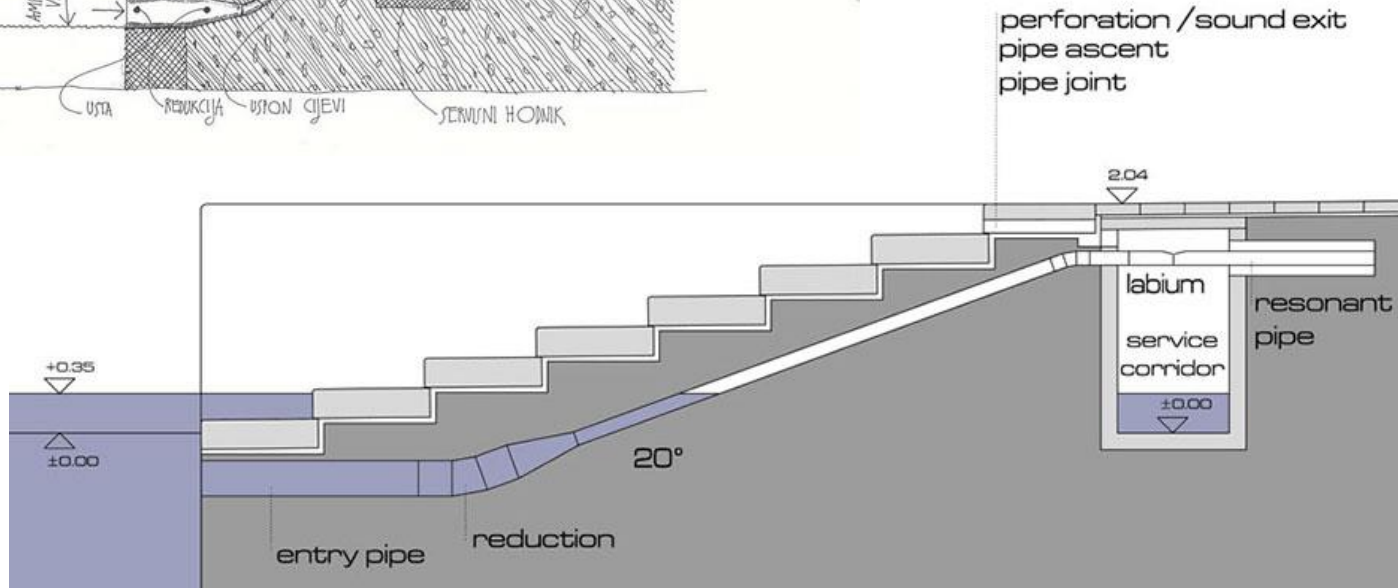 USTA
REDUKCIJA
USPON CIJEVI
SERVISNI HODNIK
perforation /sound exit
pipe ascent
pipe joint
2.04
labium
resonant
pipe
service
corridor
+0.35
±0.00
±0.00
20°
reduction
entry pipe